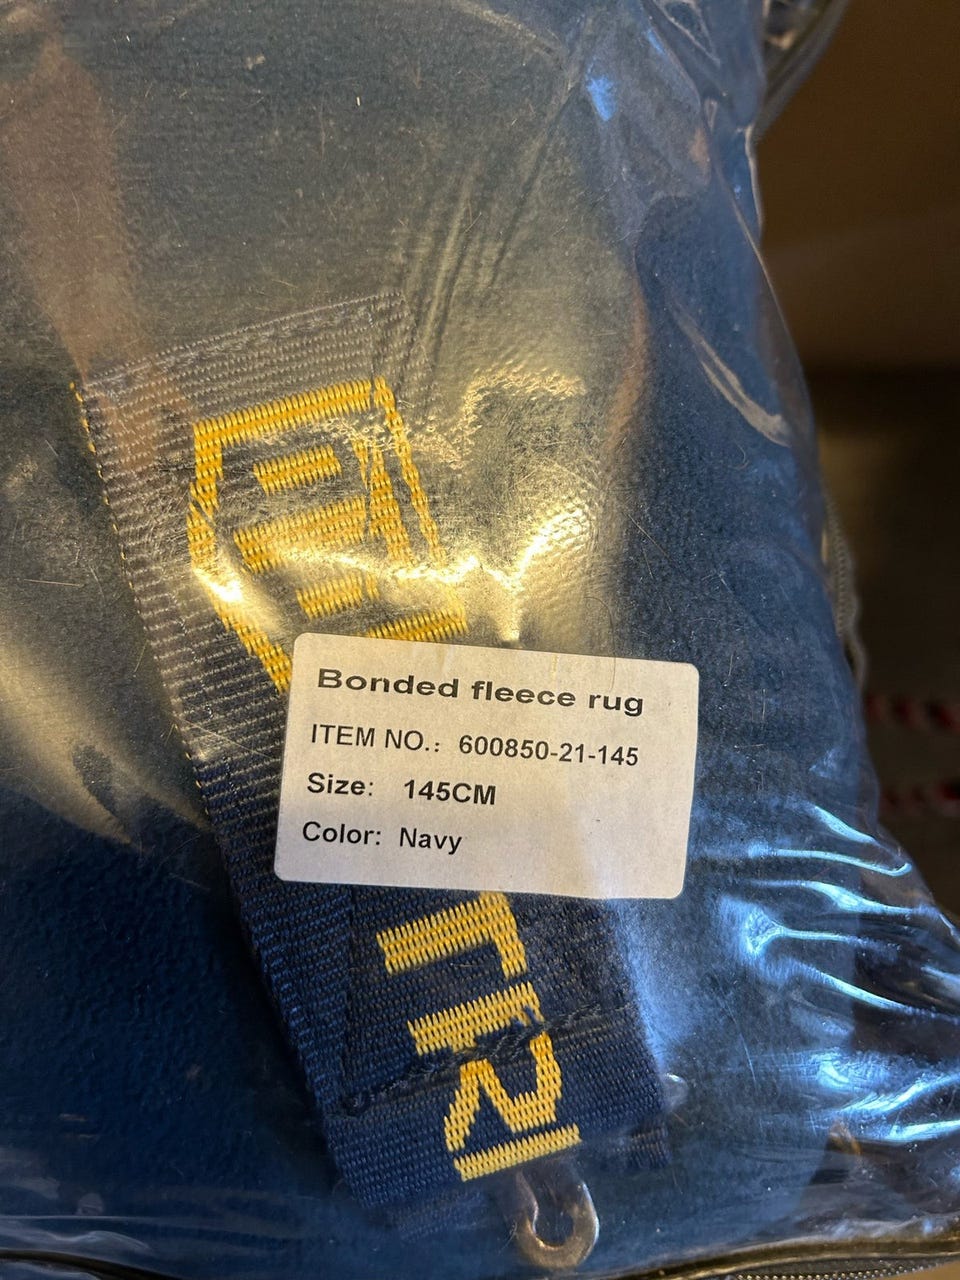 Bonded fleece rug
ITEM NO.: 600850-21-145
Size: 145CM
Color: Navy